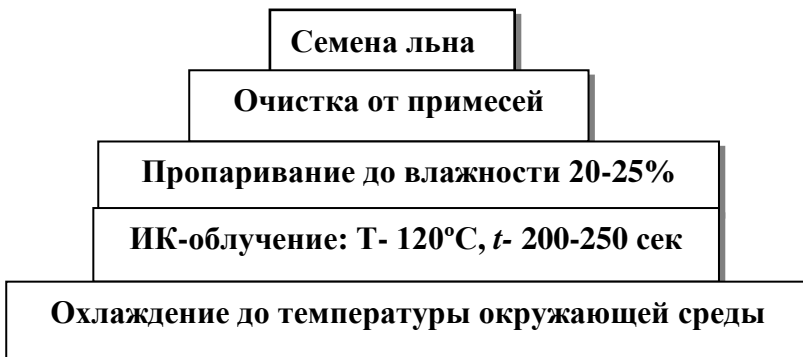 Семена льна
Очистка от примесей
Пропаривание до влажности 20-25%
ИК-облучение: Т- 120ºС, t- 200-250 сек
Охлаждение до температуры окружающей среды